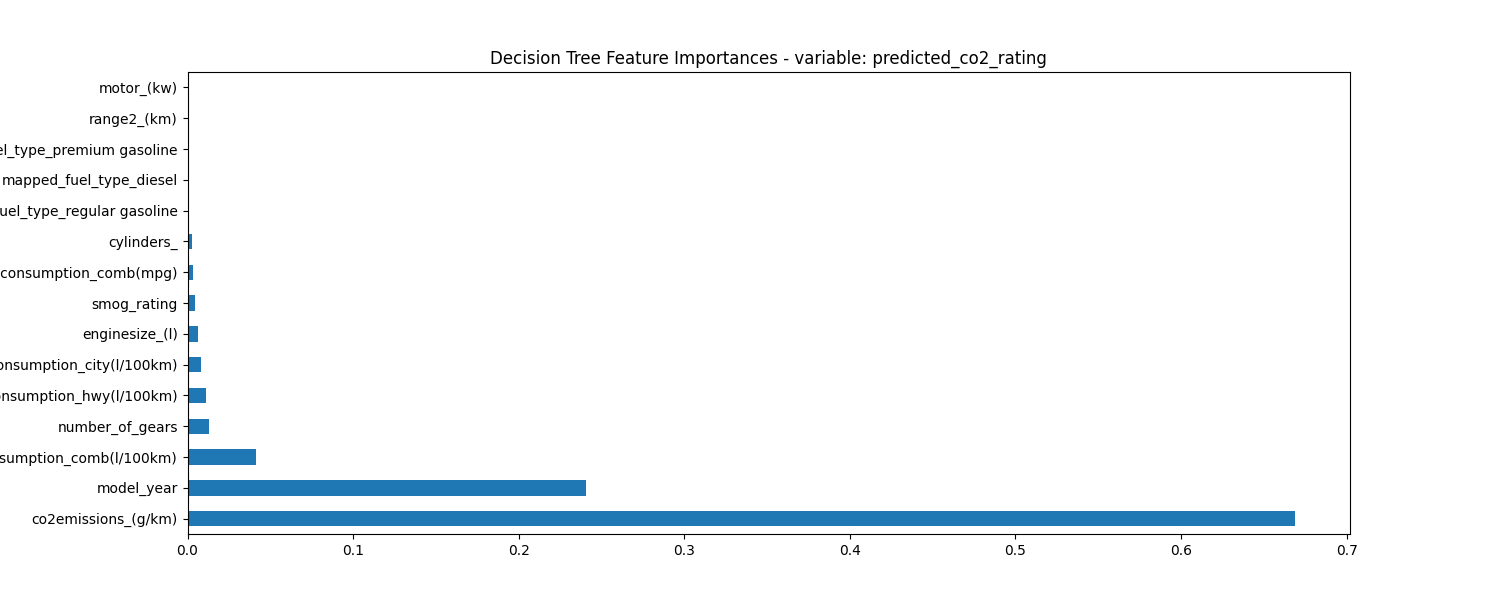 Decision Tree Feature Importances - variable: predicted_co2_rating
motor_(kw)
range2_(km)
el_type_premium gasoline
mapped_fuel_type_diesel
uel_type_regular gasoline
cylinders_
consumption_comb(mpg)
smog_rating
enginesize_(l)
onsumption_city(l/100km)
onsumption_hwy(l/100km)
number_of_gears
sumption_comb(l/100km)
model_year
co2emissions_(g/km)
0.0 0.1 0.2 0.3 0.4 0.5 0.6 0.7